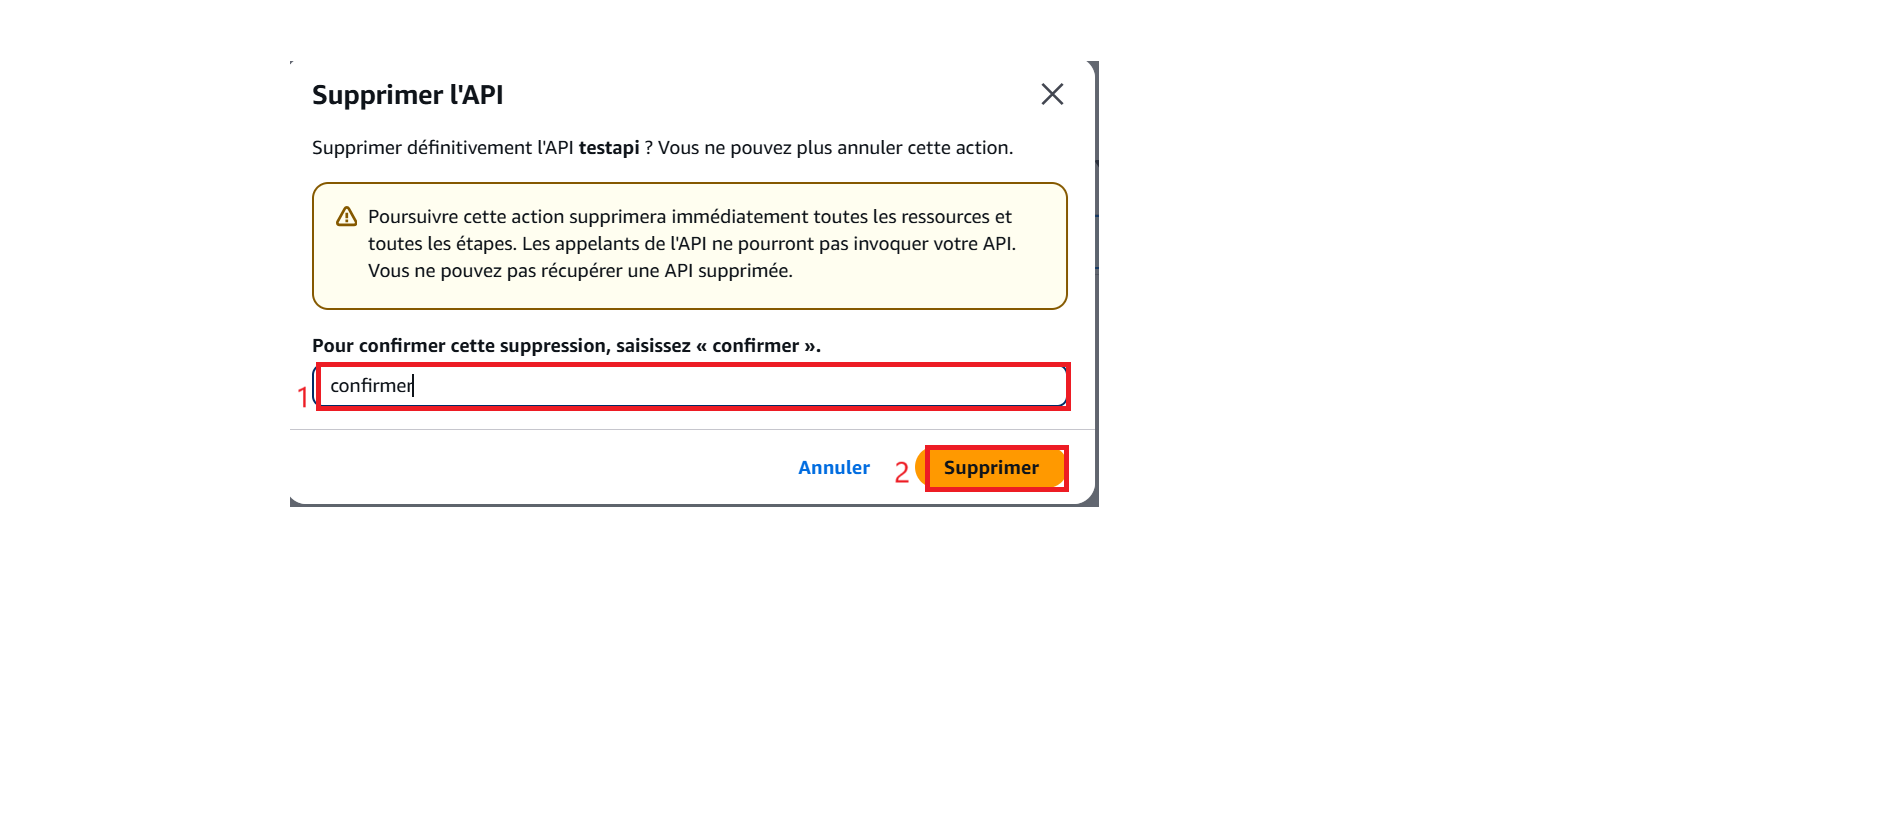 Supprimer l'API
Supprimer définitivement l'API testapi ? Vous ne pouvez plus annuler cette action.
Poursuivre cette action supprimera immédiatement toutes les ressources et
toutes les étapes. Les appelants de l'API ne pourront pas invoquer votre API.
Vous ne pouvez pas récupérer une API supprimée.
Pour confirmer cette suppression, saisissez « confirmer ».
1 confirmer
Annuler 2 Supprimer